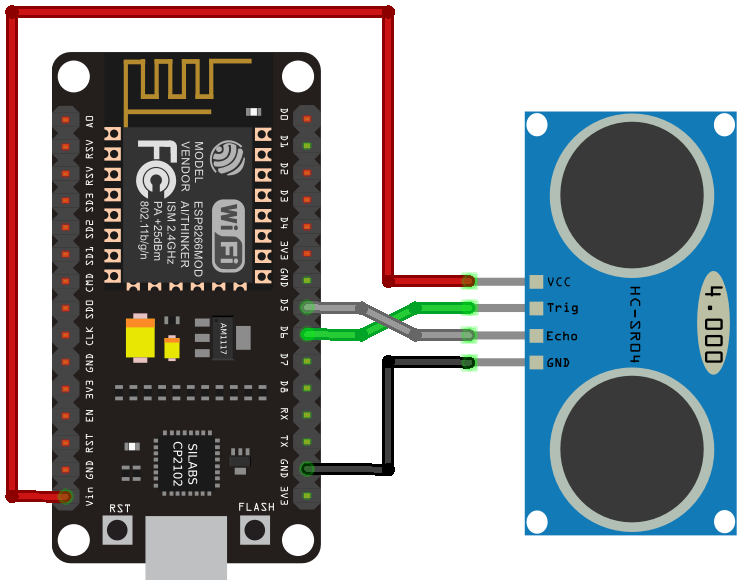 A0
RSV
RSV
SD3
SD2
SD1
CMD
SD0
CLK
GND
3V3
EN
RST
GND
Vin
D0
D1
D2
D3
D4
3V3
GND
D5
D6
D7
D8
RX
TX
GND
3V3
MODEL ESP8266MOD
VENDOR AI/THINKER
ISM 2.4GHz
PA +25dBm
802.11b/g/n
FC
Wi Fi
AM1117
SILABS
CP2102
RST
FLASH
VCC
Trig
Echo
GND
HC-SR04
4.000